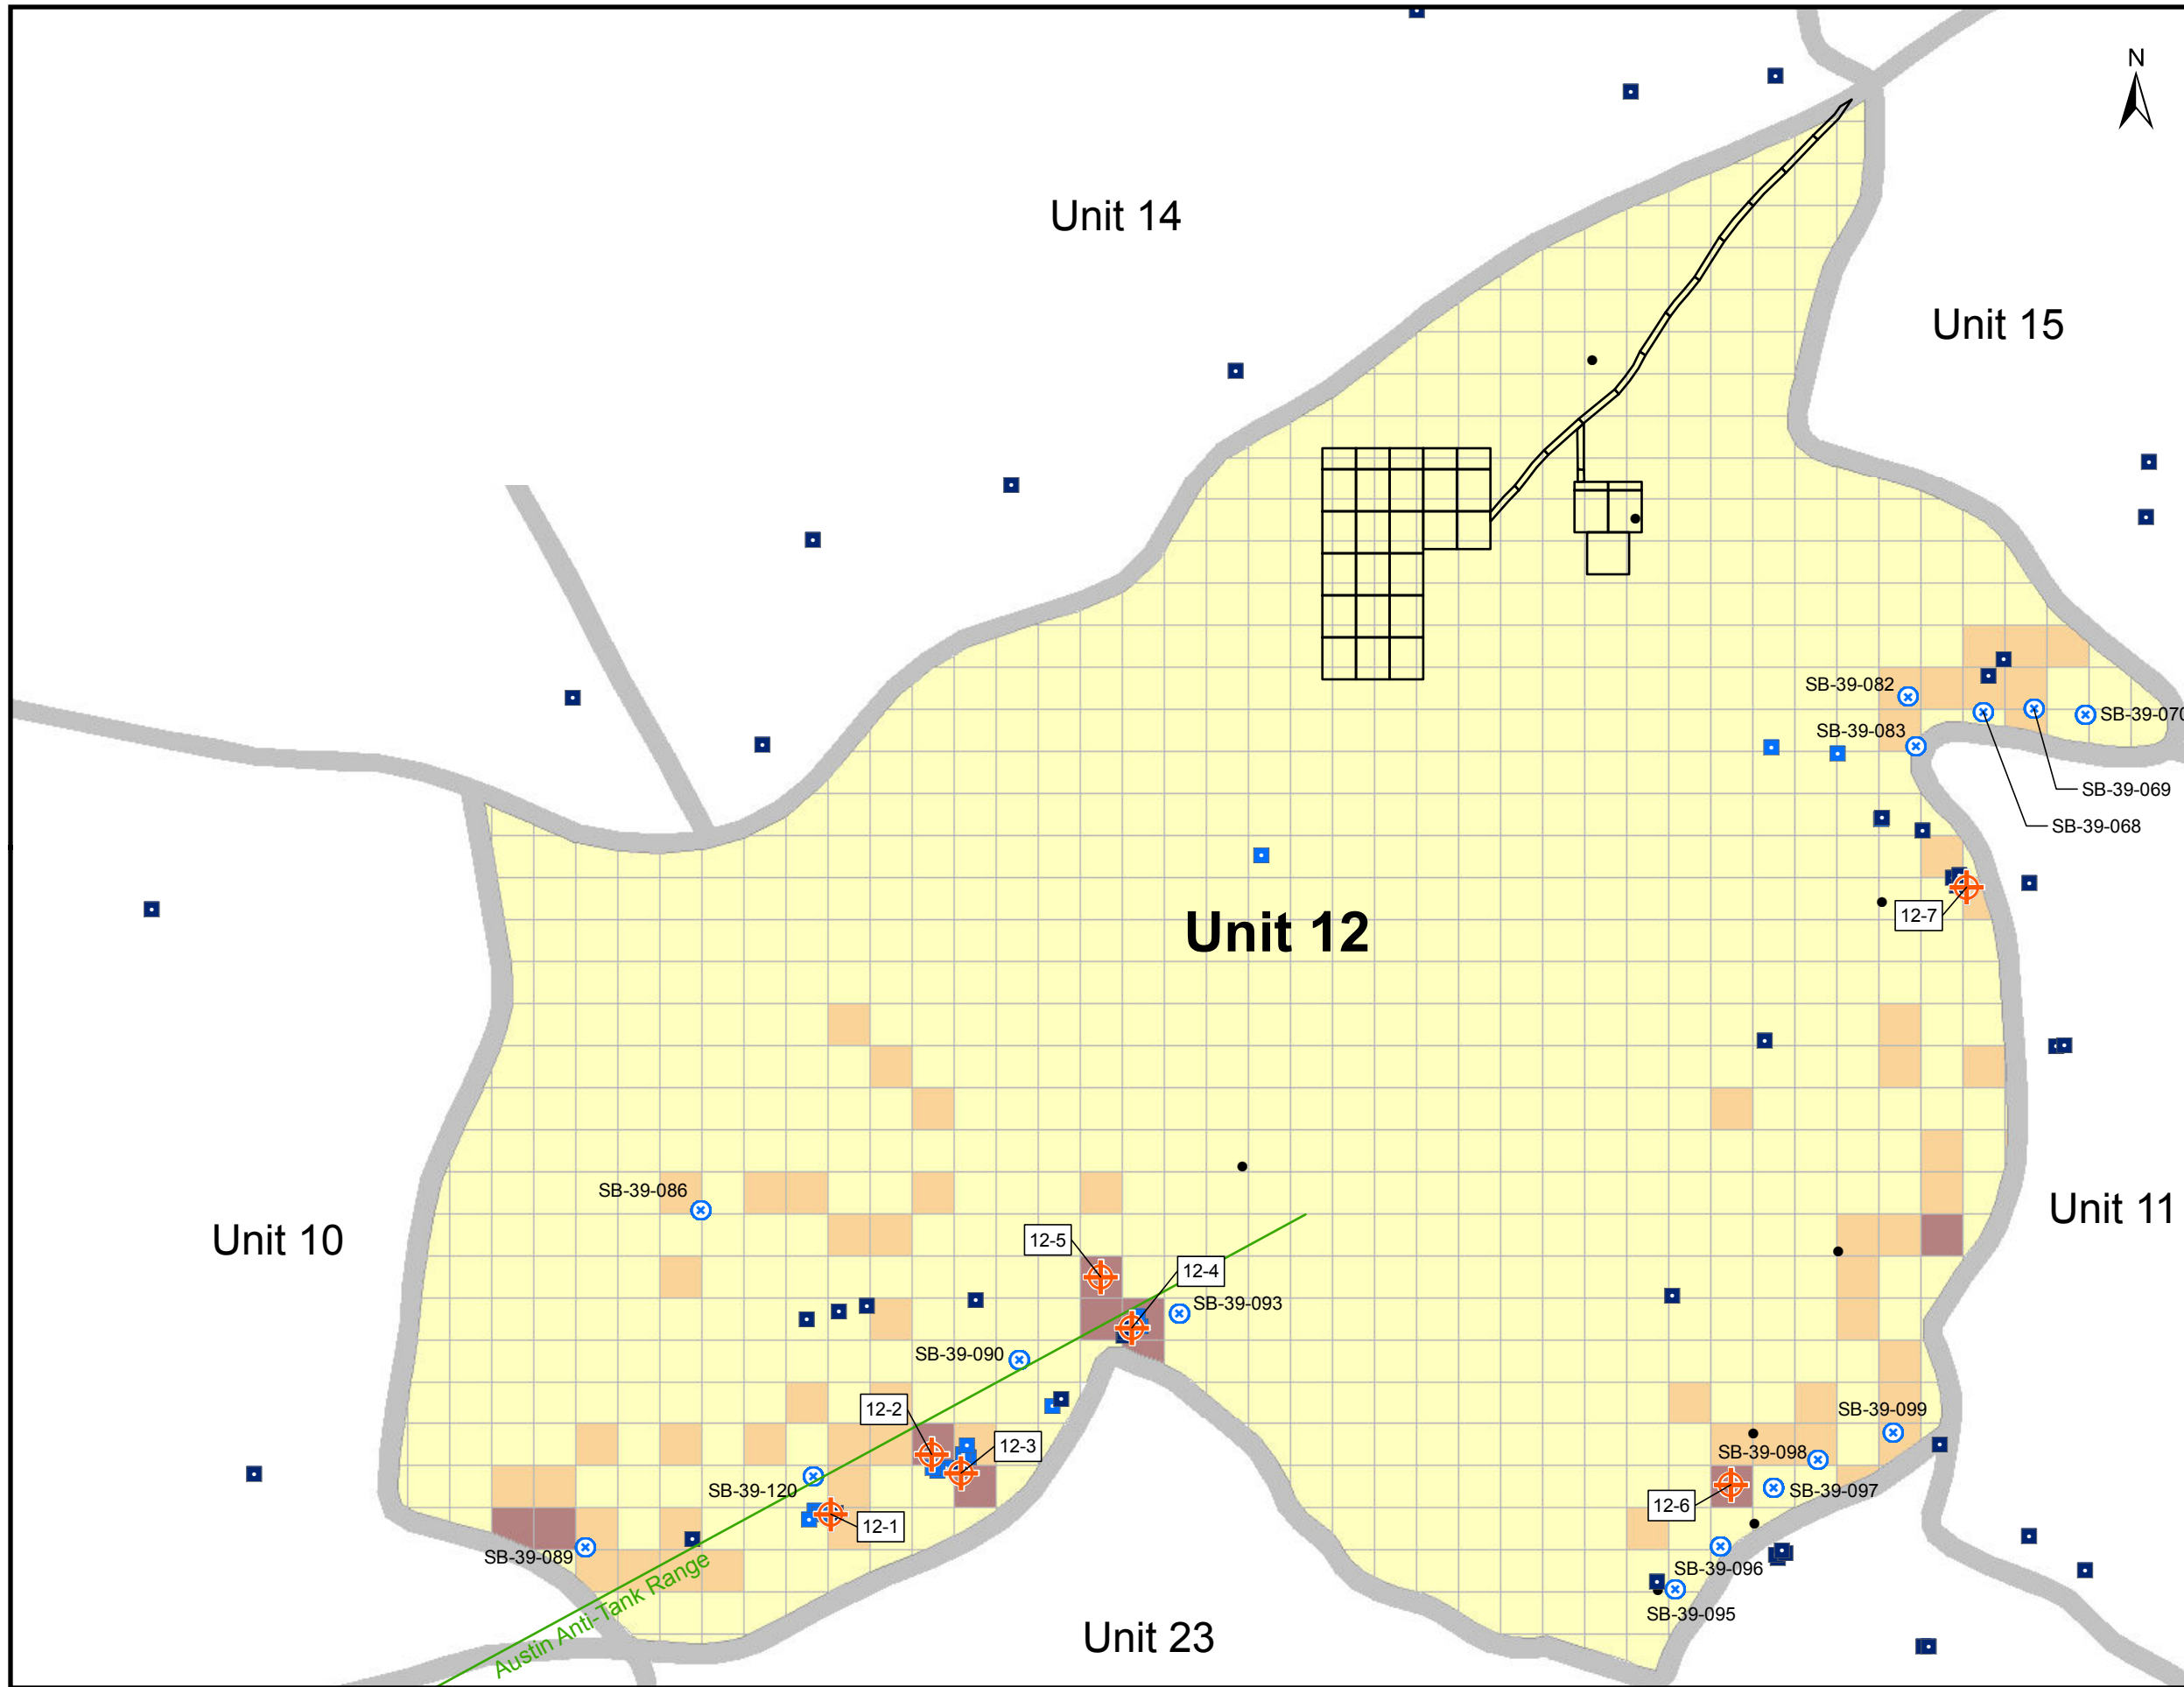 N
Unit 14
Unit 15
SB-39-082
SB-39-070
SB-39-083
SB-39-069
SB-39-068
12-7
Unit 12
SB-39-086
Unit 11
Unit 10
12-5
12-4
SB-39-093
SB-39-090
12-2
SB-39-099
12-3
SB-39-098
SB-39-120
SB-39-097
12-6
12-1
SB-39-089
SB-39-096
Austin Anti-Tank Range
SB-39-095
Unit 23